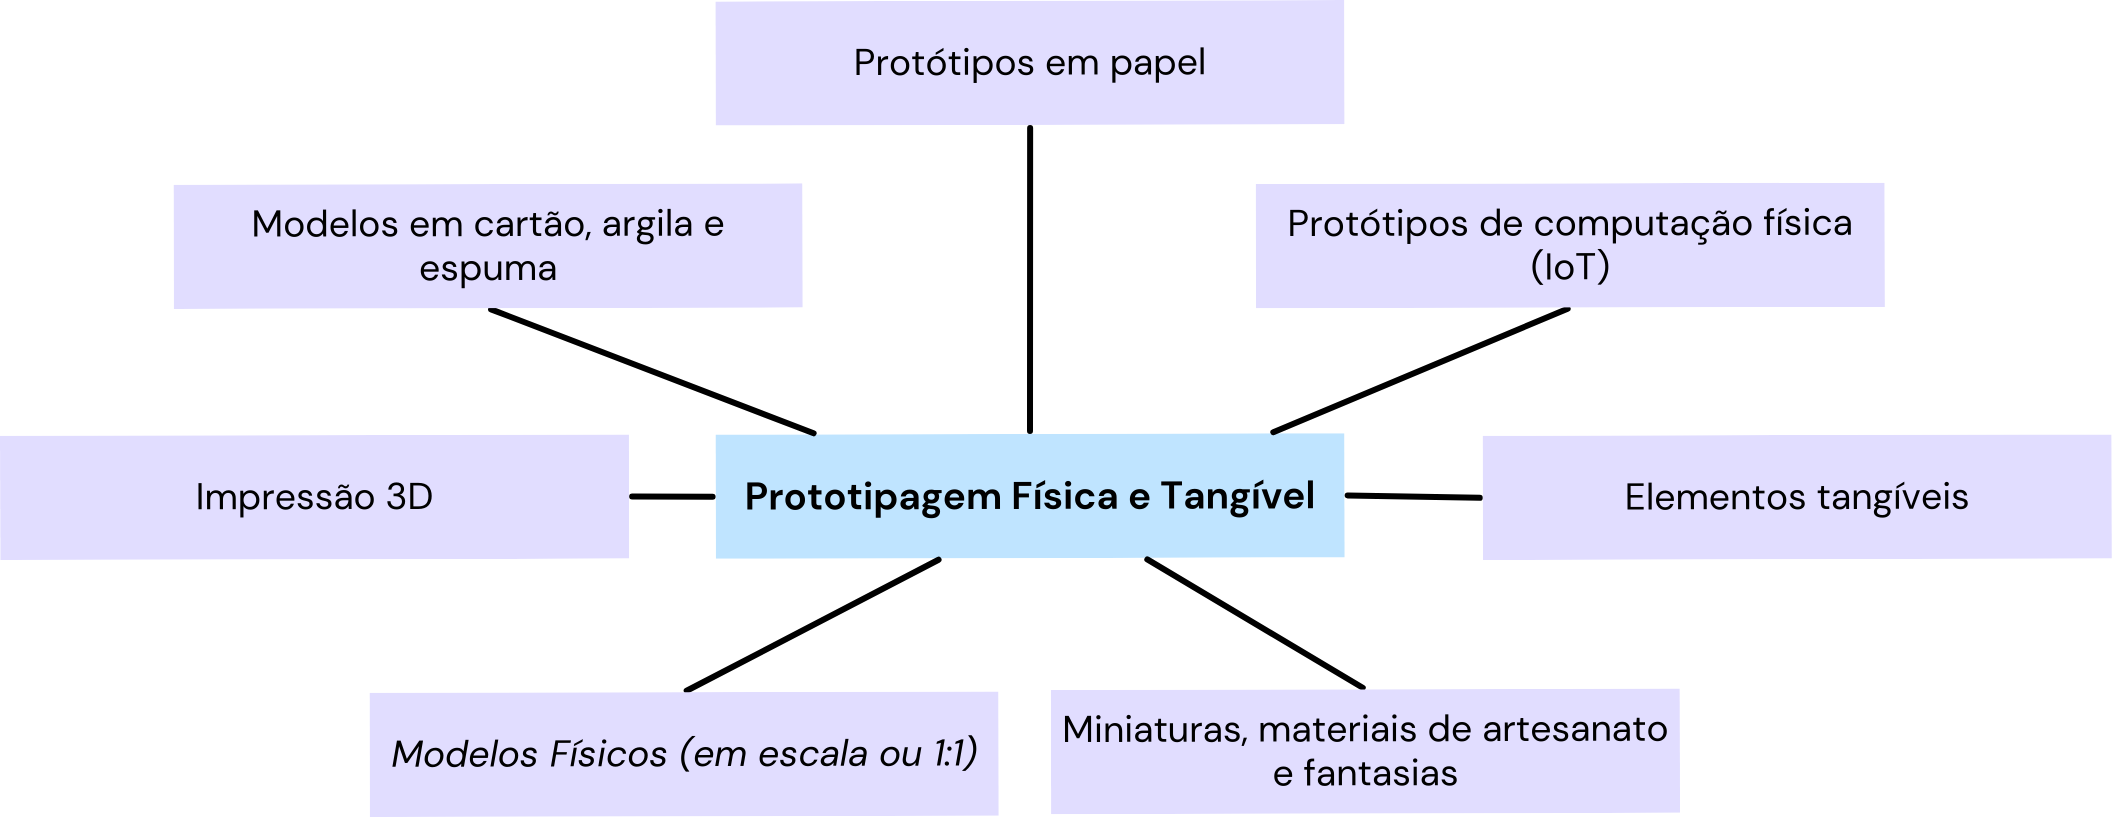 Protótipos em papel
Modelos em cartão, argila e
espuma
Protótipos de computação física
(IoT)
Impressão 3D
Prototipagem Física e Tangível
Elementos tangíveis
Modelos Físicos (em escala ou 1:1)
Miniaturas, materiais de artesanato
e fantasias